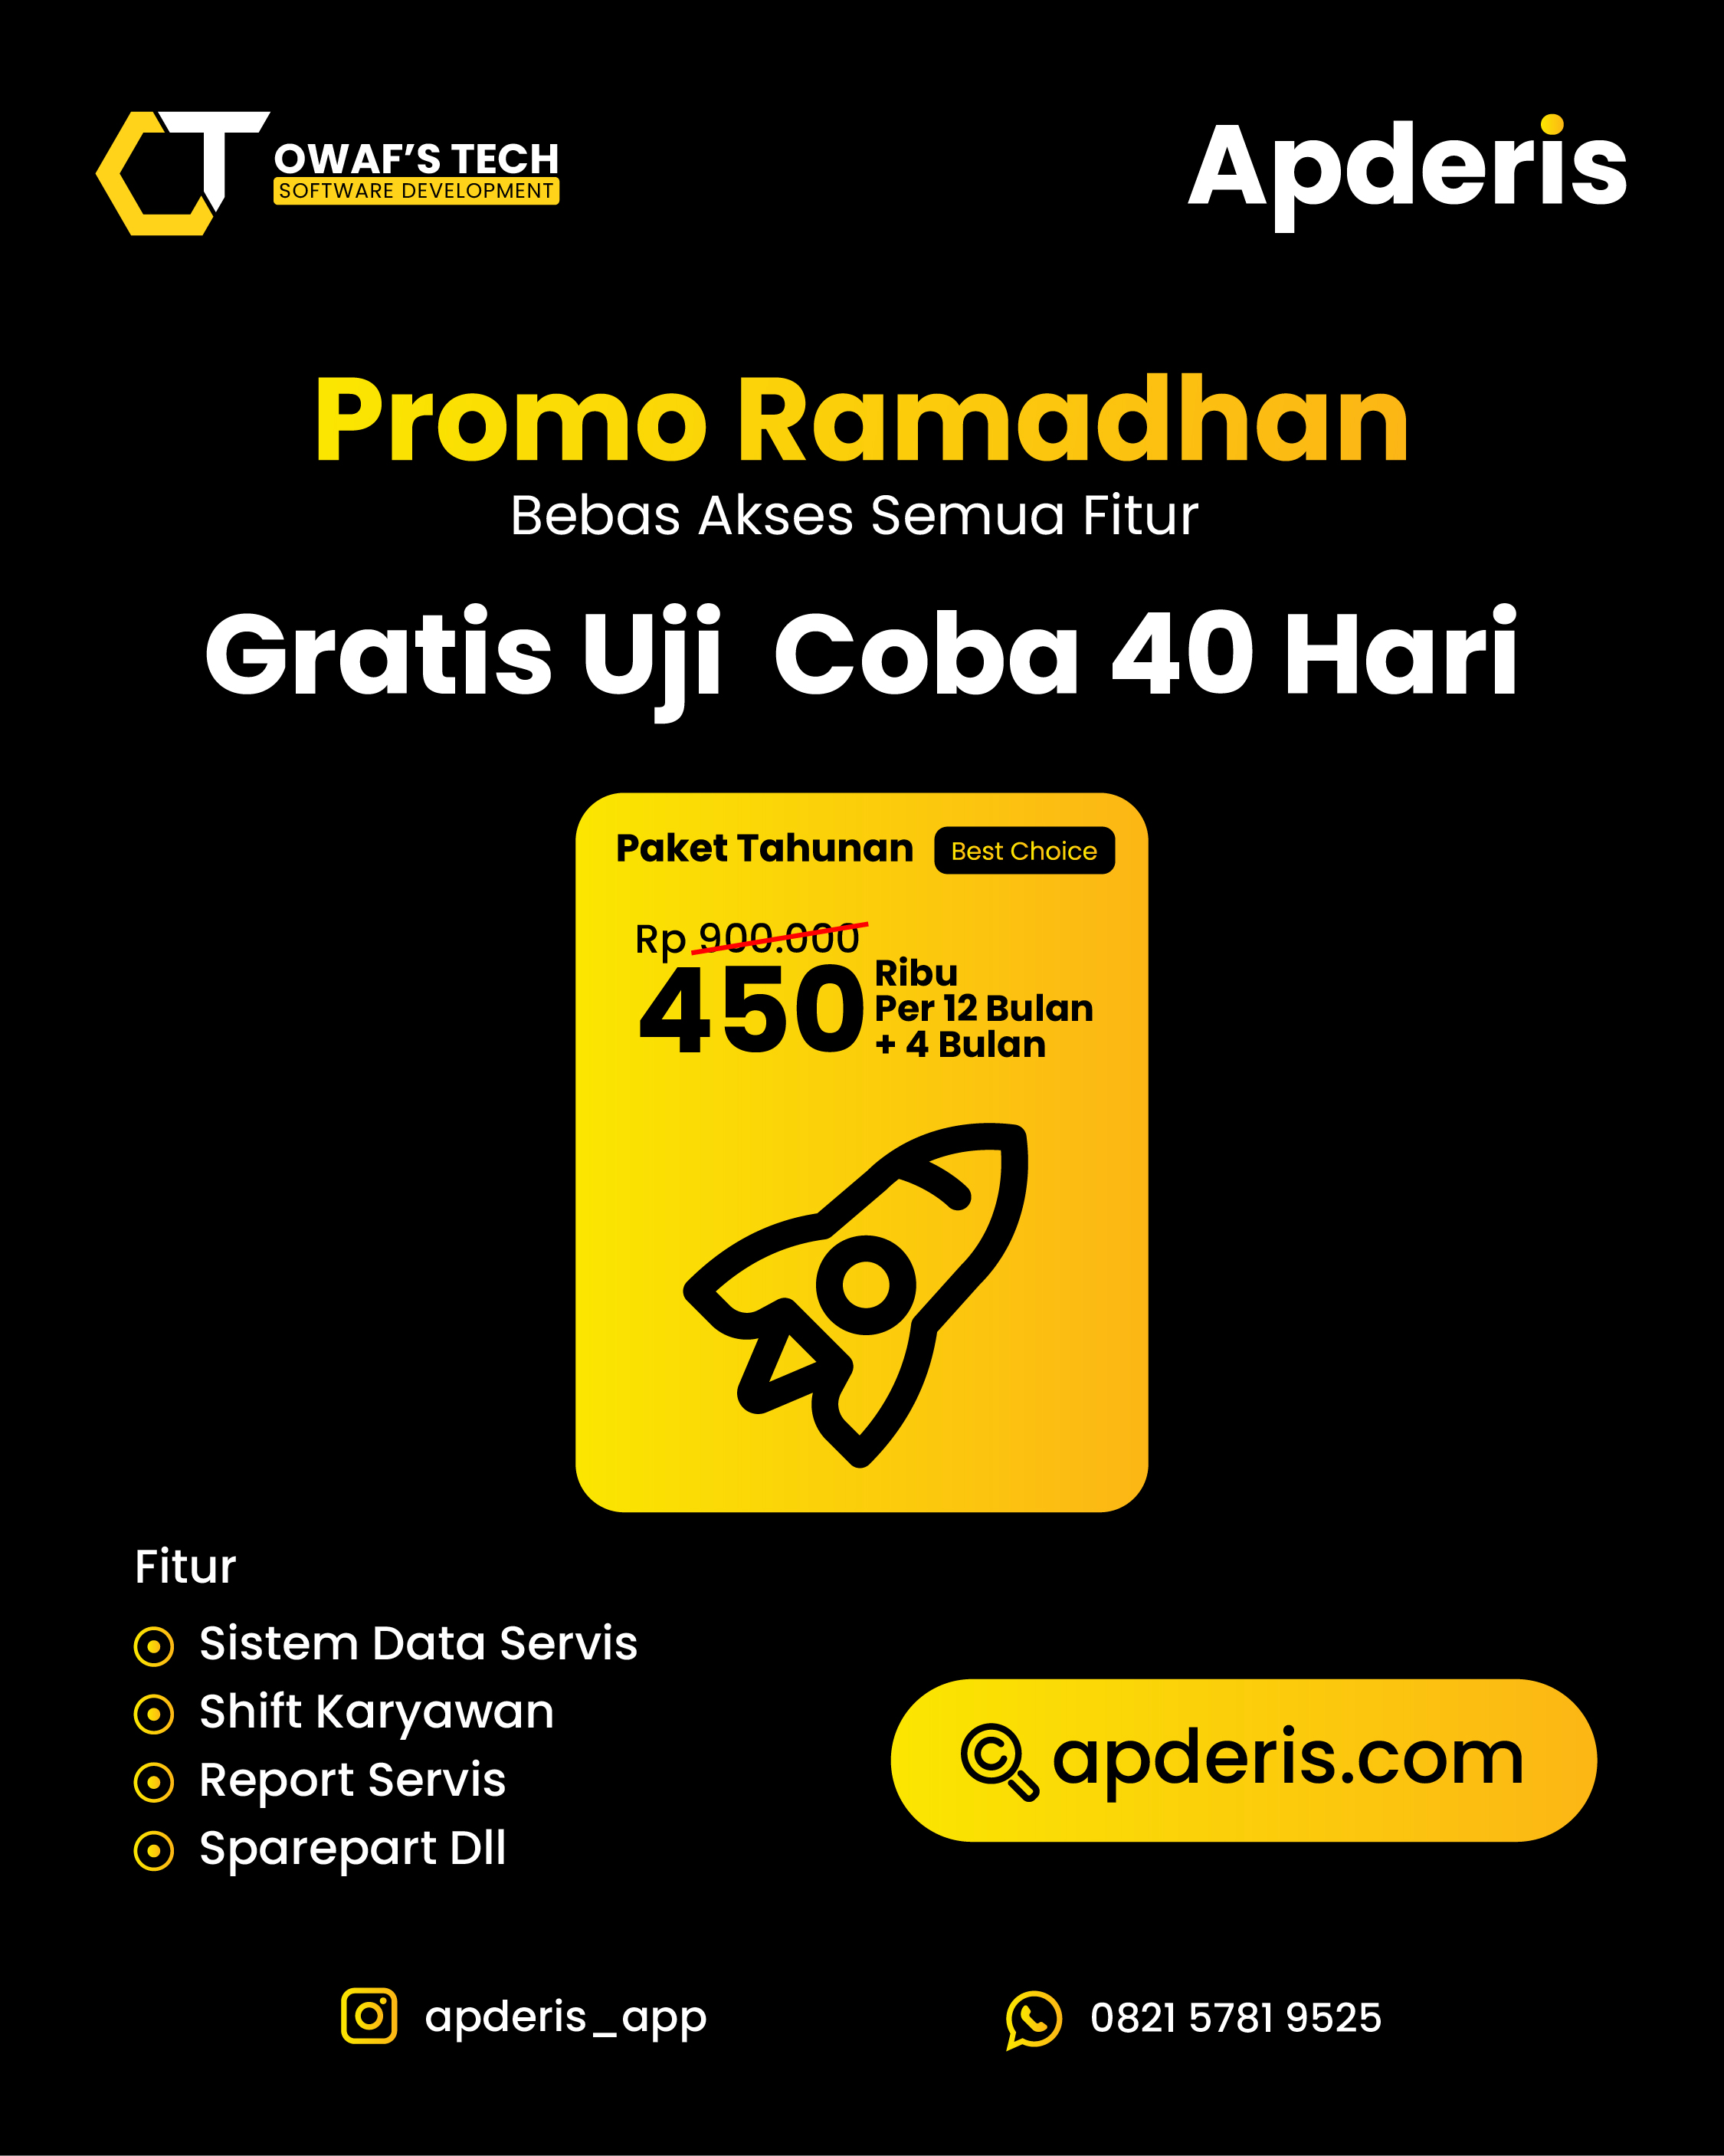 OWAF'S TECH
SOFTWARE DEVELOPMENT
Apderis
Promo Ramadhan
Bebas Akses Semua Fitur
Gratis Uji Coba 40 Hari
Paket Tahunan
Best Choice
Rp 900.000
450
Ribu
Per 12 Bulan
+ 4 Bulan
Fitur
Sistem Data Servis
Shift Karyawan
Report Servis
Sparepart Dll
apderis.com
apderis_app
0821 5781 9525